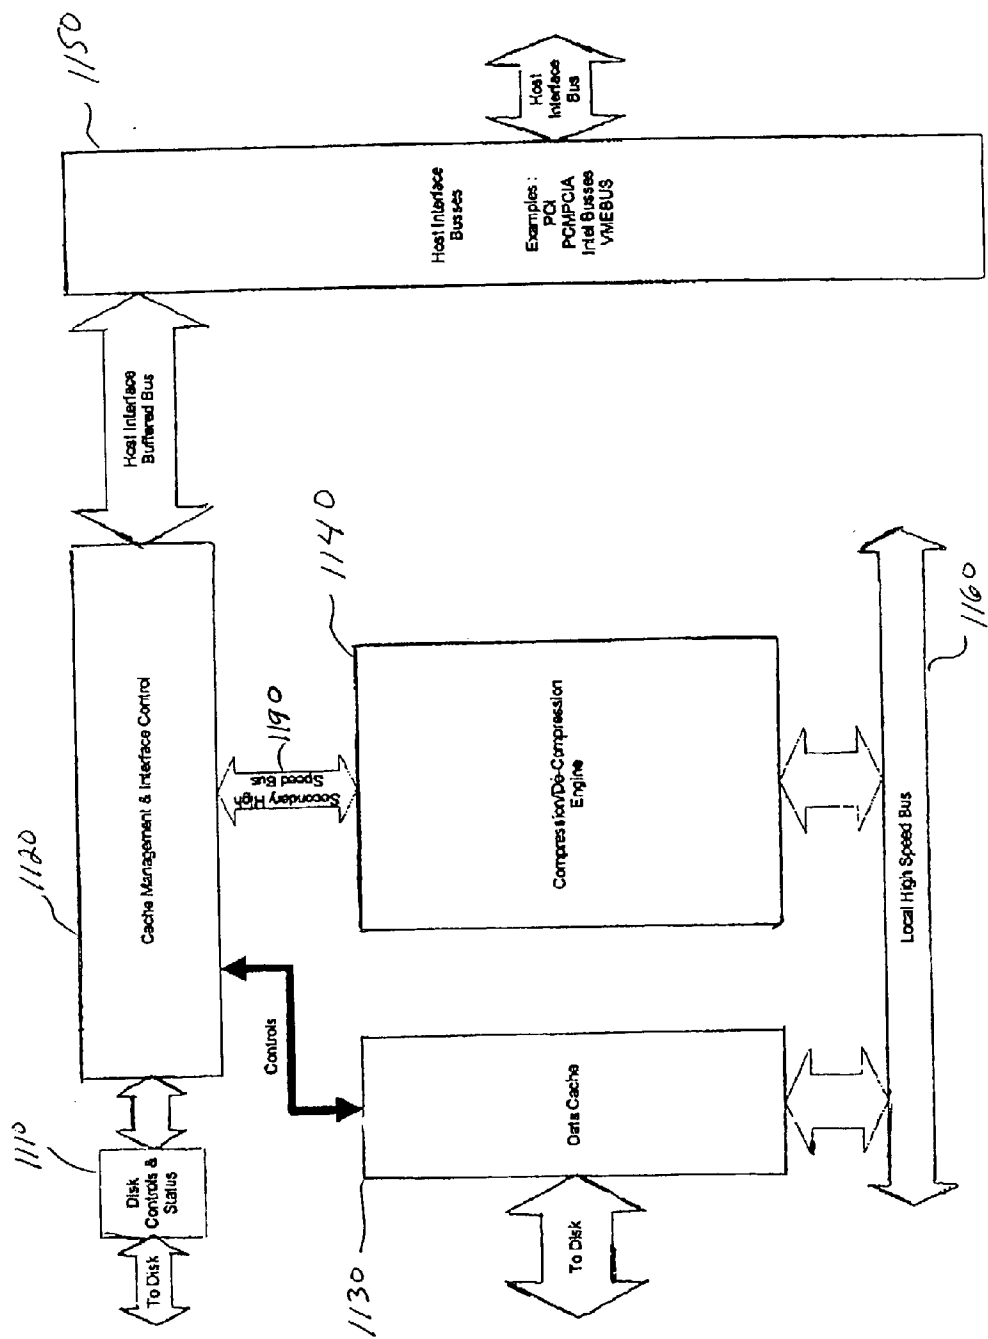 1110
1120
1150
To Disk
Disk
Controls &
Status
Cache Management & Interface Control
Host Interface
Buffered Bus
Host Interface
Busses
Examples :
PCI
PCMPCIA
Intel Busses
VMEBUS
Host
Interface
Bus
Controls
Secondary High
Speed Bus
1190
1140
1130
To Disk
Data Cache
Compression/De-Compression
Engine
Local High Speed Bus
1160